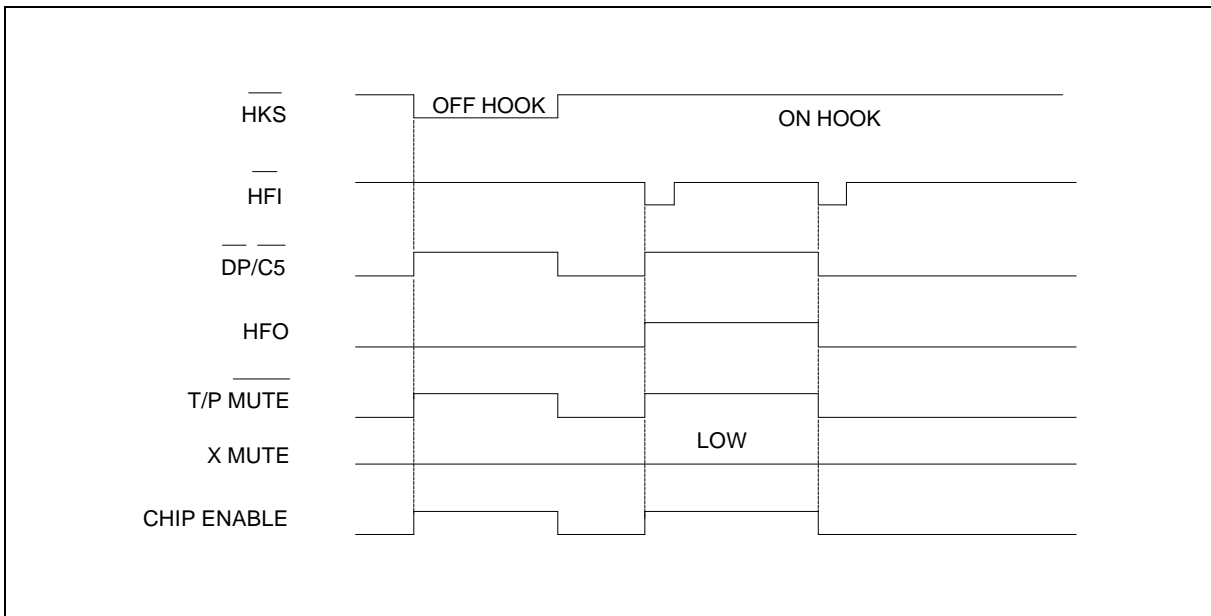 HKS
OFF HOOK
ON HOOK
HFI
DP/C5
HFO
T/P MUTE
LOW
X MUTE
CHIP ENABLE